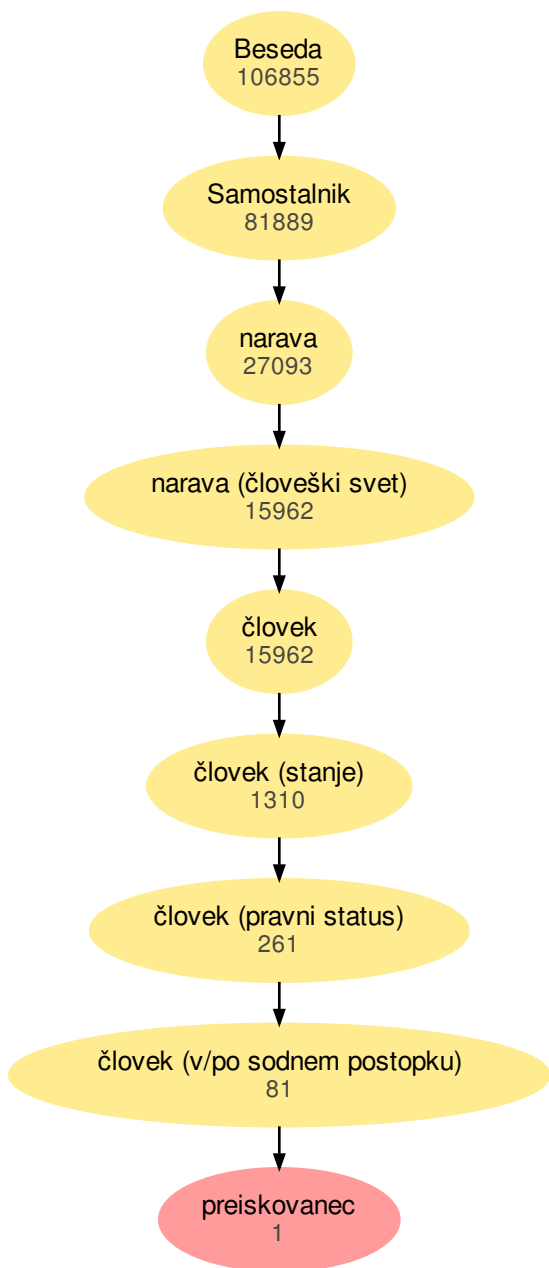 Beseda
106855
Samostalnik
81889
narava
27093
narava (človeški svet)
15962
človek
15962
človek (stanje)
1310
človek (pravni status)
261
človek (v/po sodnem postopku)
81
preiskovanec
1